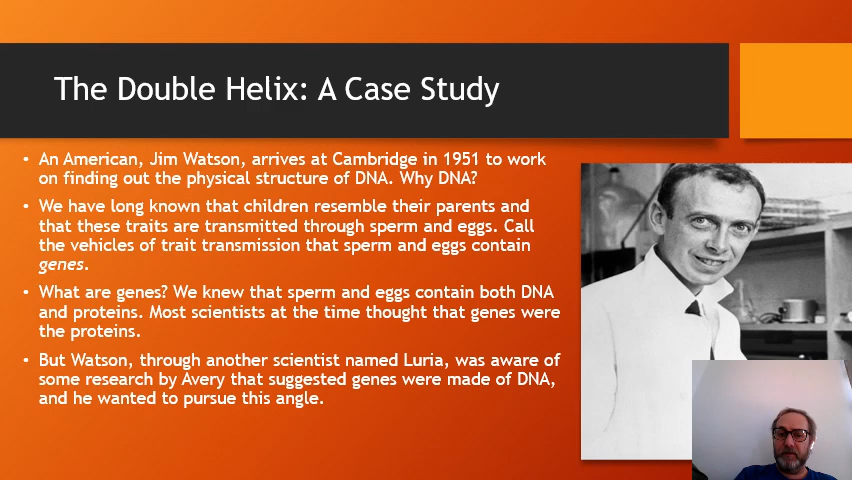 The Double Helix: A Case Study
• An American, Jim Watson, arrives at Cambridge in 1951 to work
on finding out the physical structure of DNA. Why DNA?
• We have long known that children resemble their parents and
that these traits are transmitted through sperm and eggs. Call
the vehicles of trait transmission that sperm and eggs contain
genes.
• What are genes? We knew that sperm and eggs contain both DNA
and proteins. Most scientists at the time thought that genes were
the proteins.
• But Watson, through another scientist named Luria, was aware of
some research by Avery that suggested genes were made of DNA,
and he wanted to pursue this angle.